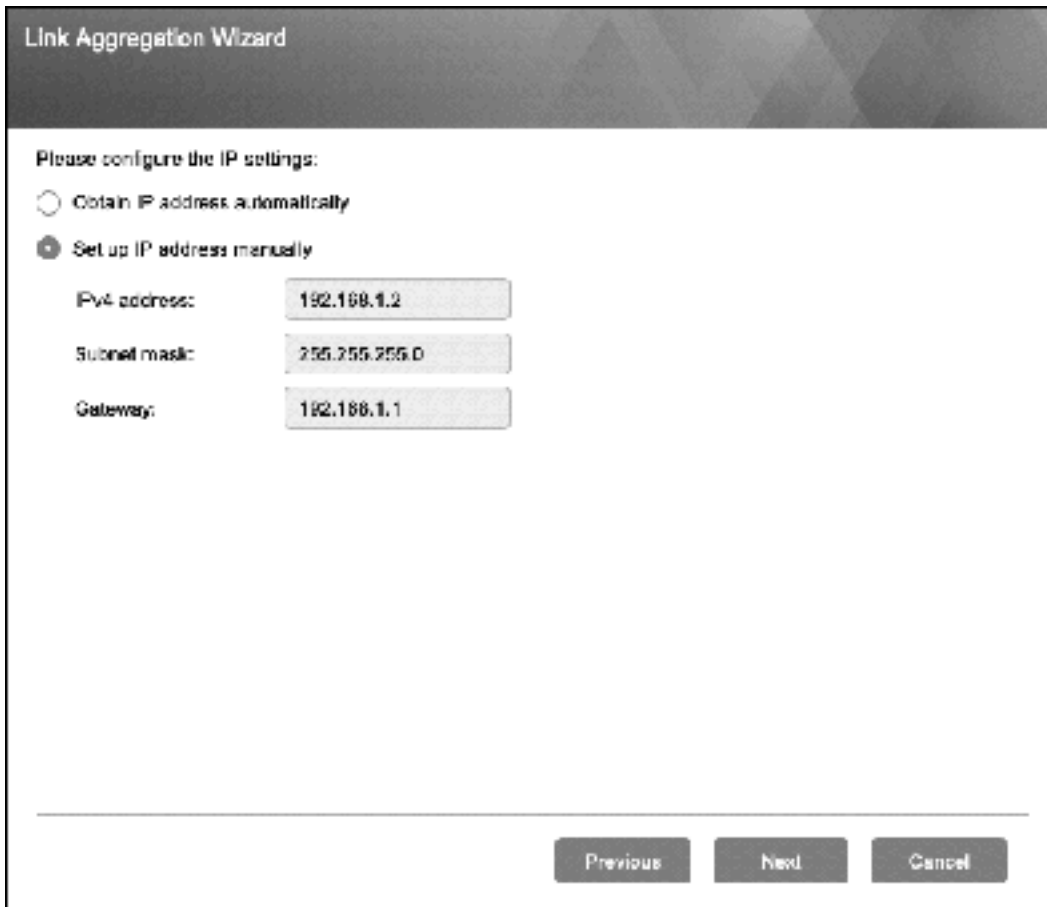 Link Aggregation Wizard
Please configure the IP settings:
Obtain IP address automatically
Set up IP address manually
IPv4 address: 192.168.1.2
Subnet mask: 255.255.255.0
Gateway: 192.168.1.1
Previous Next Cancel